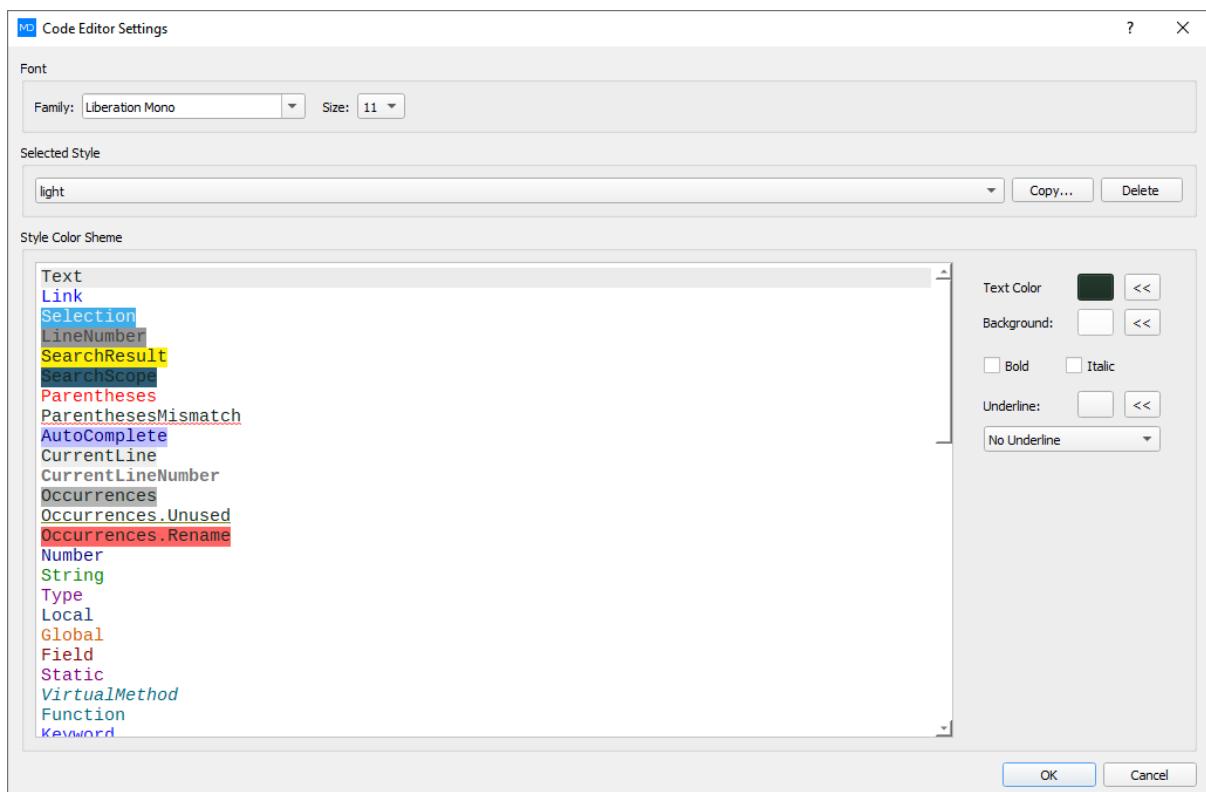 MD Code Editor Settings ? 
Font
Family: Liberation Mono Size: 11
Selected Style
light Copy... Delete
Style Color Sheme
Text
Link
Selection
LineNumber
SearchResult
SearchScope
Parentheses
ParenthesesMismatch
AutoComplete
CurrentLine
CurrentLineNumber
Occurrences
Occurrences.Unused
Occurrences.Rename
Number
String
Type
Local
Global
Field
Static
VirtualMethod
Function
Keyword
Text Color <<
Background: <<
Bold Italic
Underline: <<
No Underline
OK Cancel